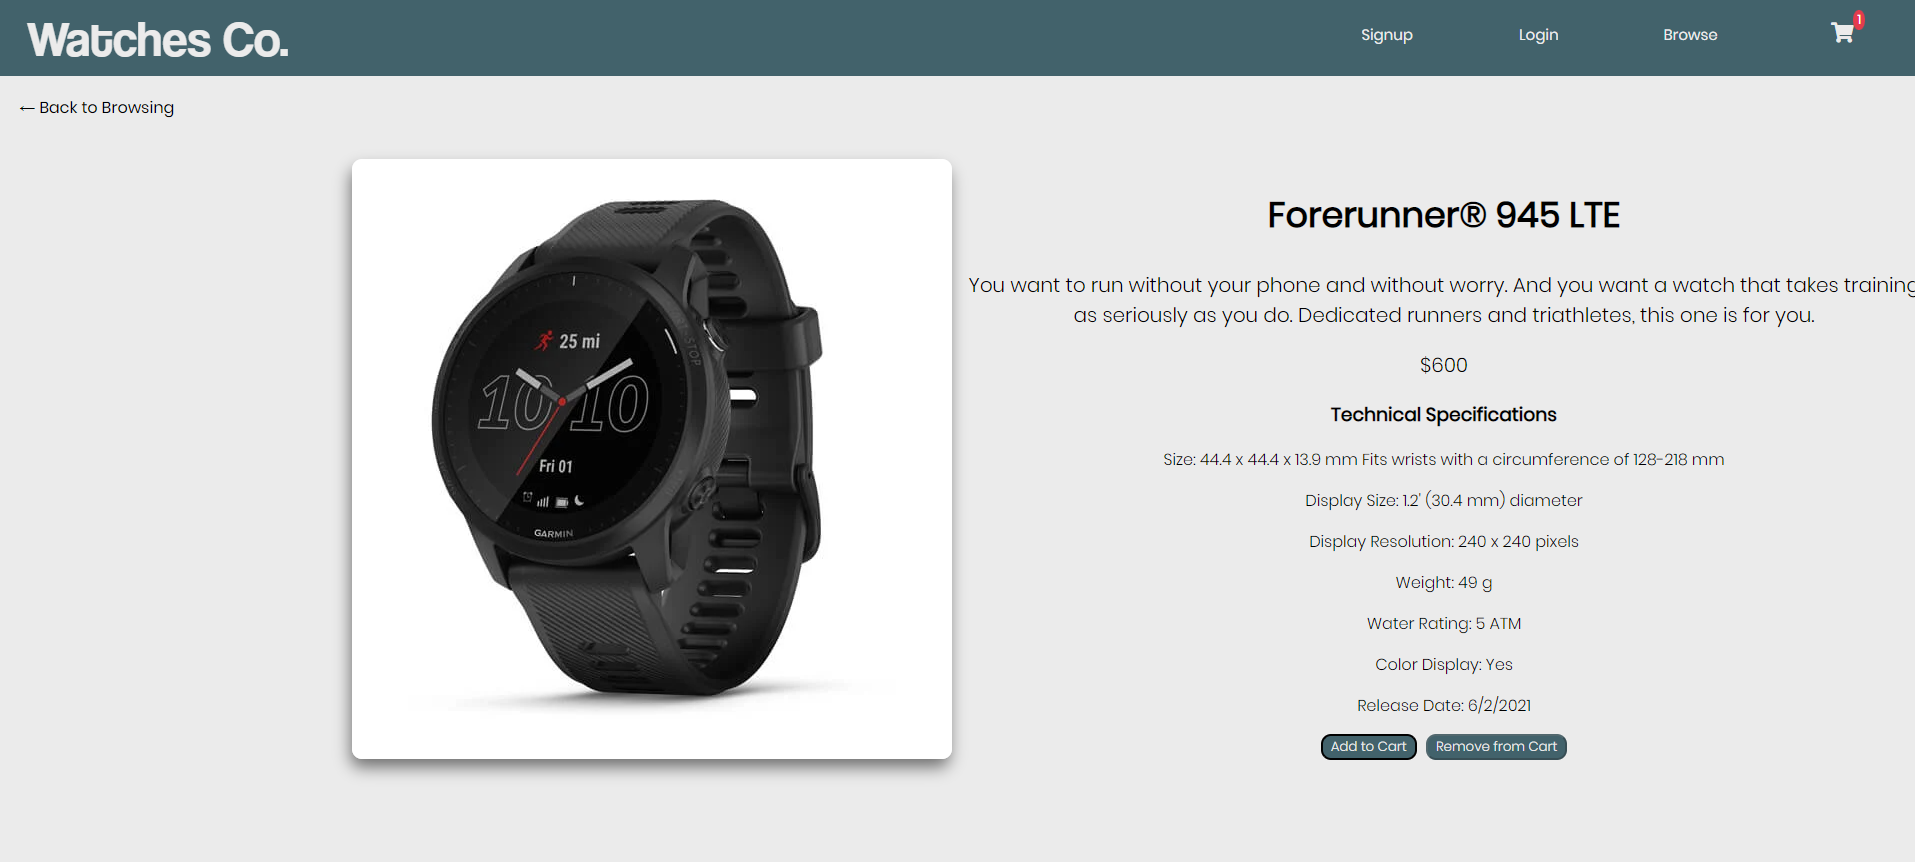 Watches Co.
Signup
Login
Browse
1
← Back to Browsing
25 mi
10 10
Fri 01
GARMIN
STOP
Forerunner® 945 LTE
You want to run without your phone and without worry. And you want a watch that takes training
as seriously as you do. Dedicated runners and triathletes, this one is for you.
$600
Technical Specifications
Size: 44.4 x 44.4 x 13.9 mm Fits wrists with a circumference of 128-218 mm
Display Size: 1.2' (30.4 mm) diameter
Display Resolution: 240 x 240 pixels
Weight: 49 g
Water Rating: 5 ATM
Color Display: Yes
Release Date: 6/2/2021
Add to Cart
Remove from Cart